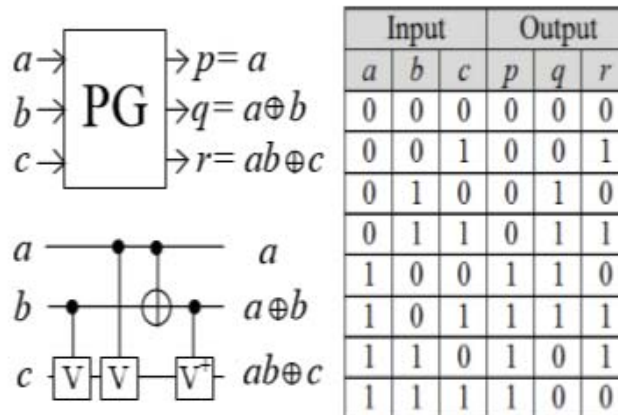 a
b
c
PG
p= a
q= a⊕b
r= ab⊕c
a
b
c
V
V
V⁺
a
a⊕b
ab⊕c
Input Output
a b c p q r
0 0 0 0 0 0
0 0 1 0 0 1
0 1 0 0 1 0
0 1 1 0 1 1
1 0 0 1 1 0
1 0 1 1 1 1
1 1 0 1 0 1
1 1 1 1 0 0